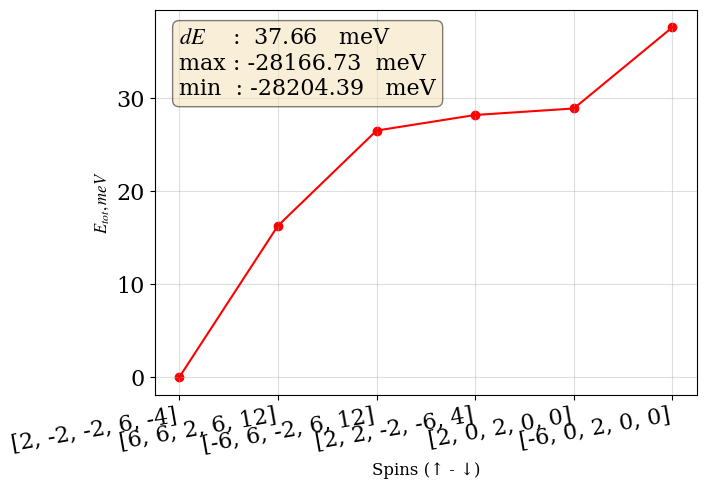 dE : 37.66 meV
max : -28166.73 meV
min : -28204.39 meV
E_{tot}, meV
30
20
10
0
[2, -2, -2, 6, -4]
[6, 6, 2, 6, 12]
[-6, 6, -2, 6, 12]
[2, 2, -2, -6, 4]
[2, 0, 2, 0, 0]
[-6, 0, 2, 0, 0]
Spins (↑ - ↓)